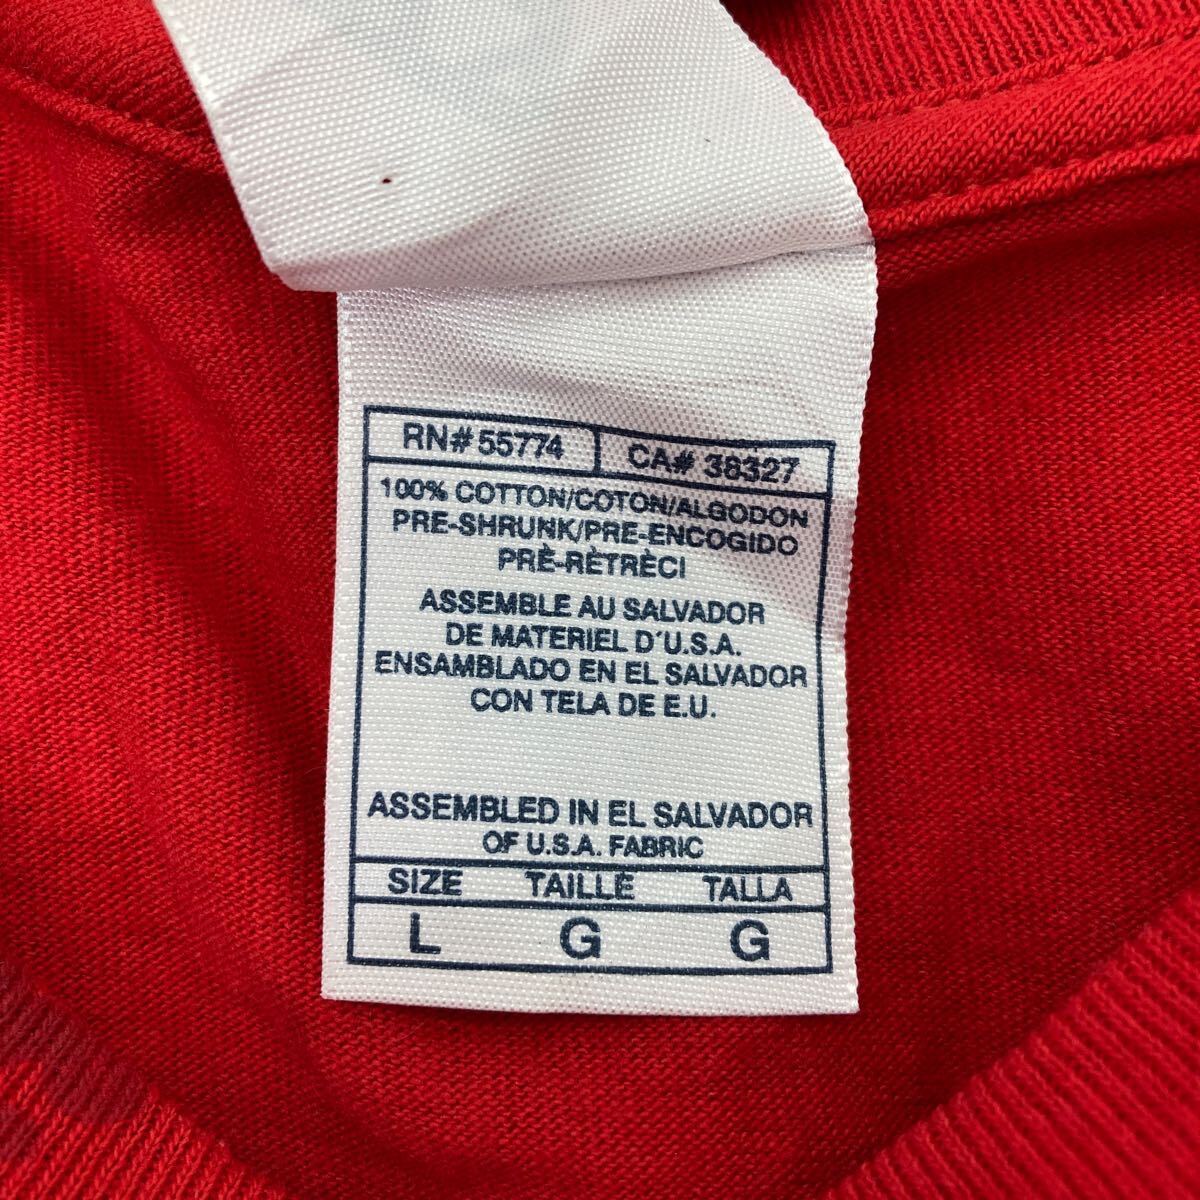 RN# 55774 CA# 38327
100% COTTON/COTON/ALGODON
PRE-SHRUNK/PRE-ENCOGIDO
PRÈ-RÈTRÈCI
ASSEMBLE AU SALVADOR
DE MATERIEL D'U.S.A.
ENSAMBLADO EN EL SALVADOR
CON TELA DE E.U.
ASSEMBLED IN EL SALVADOR
OF U.S.A. FABRIC
SIZE TAILLE TALLA
L G G